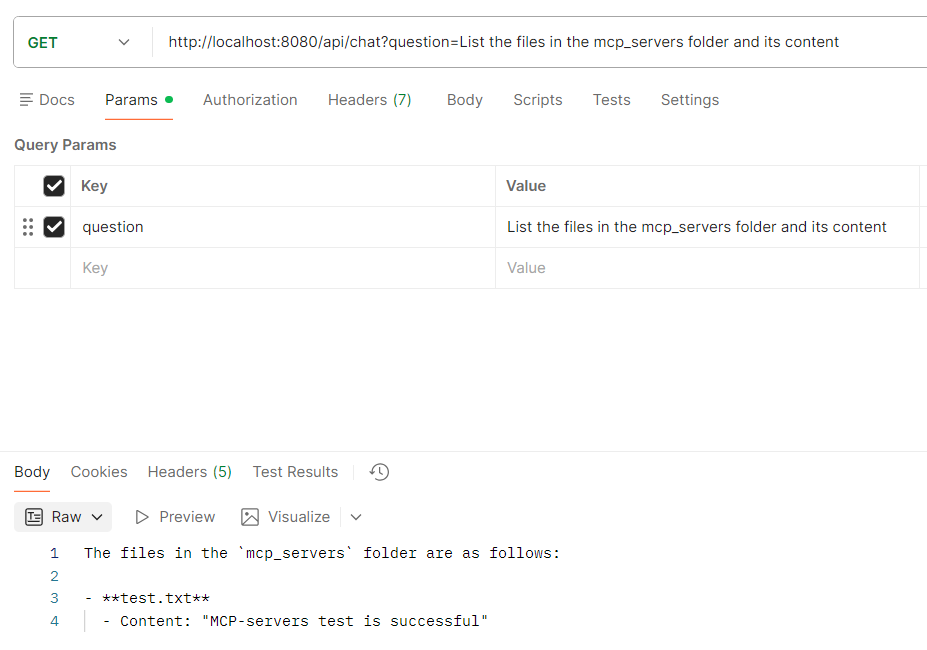 GET http://localhost:8080/api/chat?question=List the files in the mcp_servers folder and its content
Docs Params Authorization Headers (7) Body Scripts Tests Settings
Query Params
Key Value
question List the files in the mcp_servers folder and its content
Key Value
Body Cookies Headers (5) Test Results
Raw Preview Visualize
1 The files in the `mcp_servers` folder are as follows:
2
3 - **test.txt**
4 - Content: "MCP-servers test is successful"